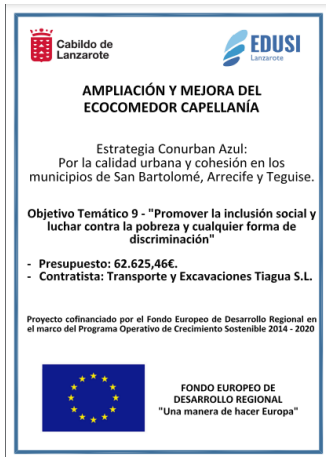 Cabildo de
Lanzarote
EDUSI
Lanzarote
AMPLIACIÓN Y MEJORA DEL
ECOCOMEDOR CAPELLANÍA
Estrategia Conurban Azul:
Por la calidad urbana y cohesión en los
municipios de San Bartolomé, Arrecife y Teguise.
Objetivo Temático 9 - "Promover la inclusión social y
luchar contra la pobreza y cualquier forma de
discriminación"
- Presupuesto: 62.625,46€.
- Contratista: Transporte y Excavaciones Tiagua S.L.
Proyecto cofinanciado por el Fondo Europeo de Desarrollo Regional en
el marco del Programa Operativo de Crecimiento Sostenible 2014 - 2020
FONDO EUROPEO DE
DESARROLLO REGIONAL
"Una manera de hacer Europa"